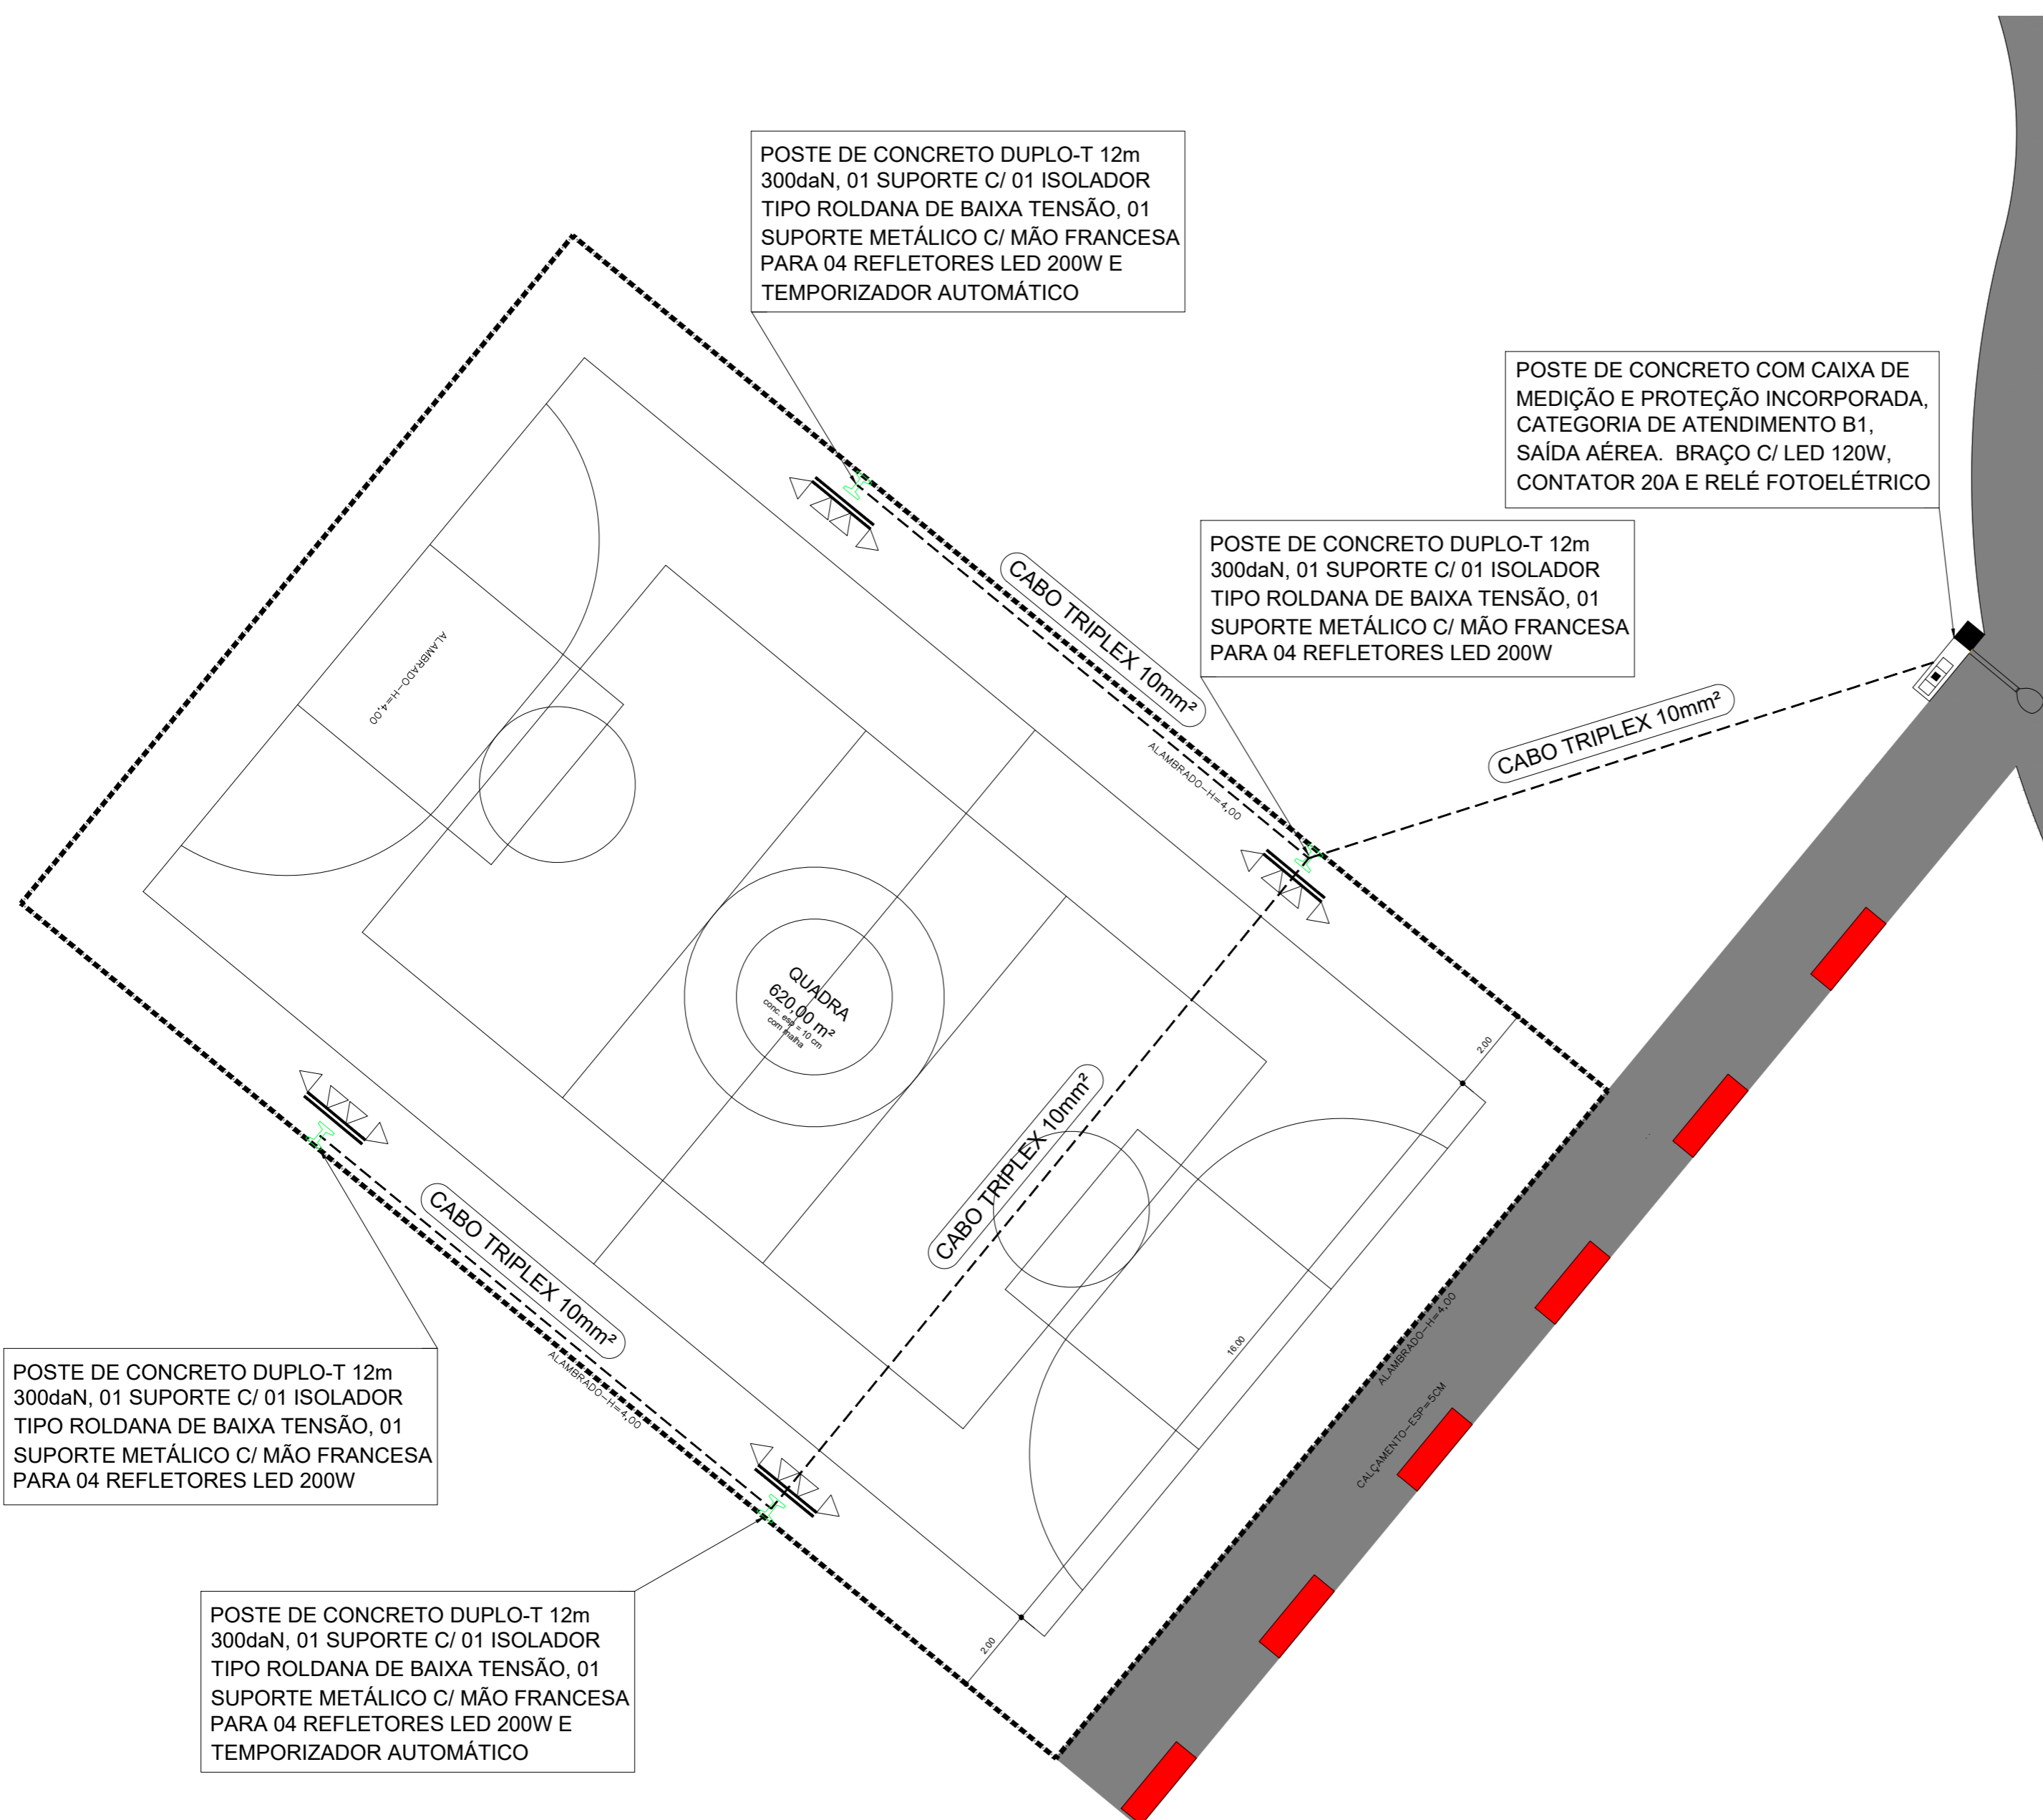 POSTE DE CONCRETO DUPLO-T 12m
300daN, 01 SUPORTE C/ 01 ISOLADOR
TIPO ROLDANA DE BAIXA TENSÃO, 01
SUPORTE METÁLICO C/ MÃO FRANCESA
PARA 04 REFLETORES LED 200W E
TEMPORIZADOR AUTOMÁTICO
POSTE DE CONCRETO COM CAIXA DE
MEDIÇÃO E PROTEÇÃO INCORPORADA,
CATEGORIA DE ATENDIMENTO B1,
SAÍDA AÉREA. BRAÇO C/ LED 120W,
CONTATOR 20A E RELÉ FOTOELÉTRICO
POSTE DE CONCRETO DUPLO-T 12m
300daN, 01 SUPORTE C/ 01 ISOLADOR
TIPO ROLDANA DE BAIXA TENSÃO, 01
SUPORTE METÁLICO C/ MÃO FRANCESA
PARA 04 REFLETORES LED 200W
CABO TRIPLEX 10mm²
ALAMBRADO-H=4,00
CABO TRIPLEX 10mm²
ALAMBRADO-H=4,00
QUADRA
620,00 m²
conc. esp = 10 cm
com malha
2.00
CABO TRIPLEX 10mm²
CABO TRIPLEX 10mm²
ALAMBRADO-H=4,00
16.00
ALAMBRADO-H=4,00
CALÇAMENTO-ESP=5CM
2.00
POSTE DE CONCRETO DUPLO-T 12m
300daN, 01 SUPORTE C/ 01 ISOLADOR
TIPO ROLDANA DE BAIXA TENSÃO, 01
SUPORTE METÁLICO C/ MÃO FRANCESA
PARA 04 REFLETORES LED 200W
POSTE DE CONCRETO DUPLO-T 12m
300daN, 01 SUPORTE C/ 01 ISOLADOR
TIPO ROLDANA DE BAIXA TENSÃO, 01
SUPORTE METÁLICO C/ MÃO FRANCESA
PARA 04 REFLETORES LED 200W E
TEMPORIZADOR AUTOMÁTICO